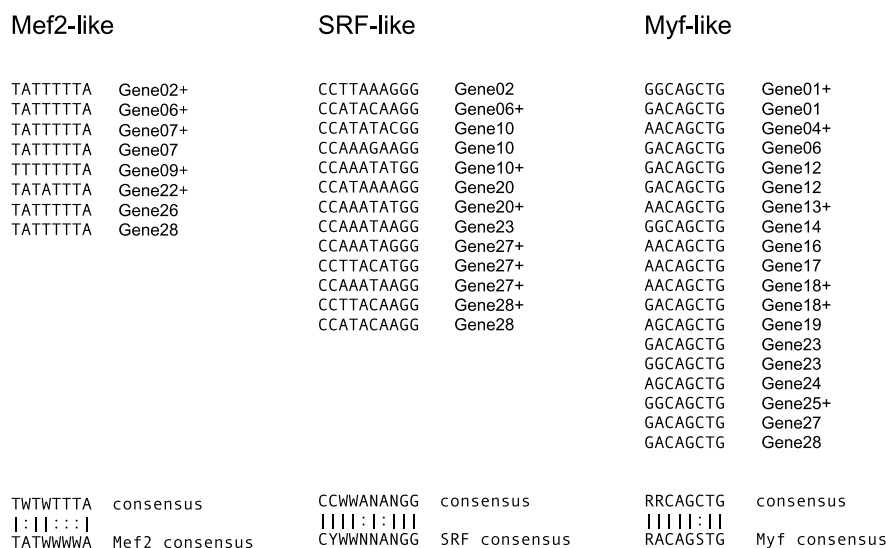 Mef2-like SRF-like Myf-like
TATTTTTA Gene02+ CCTTAAAGGG Gene02 GGCAGCTG Gene01+
TATTTTTA Gene06+ CCATACAAGG Gene06+ GACAGCTG Gene01
TATTTTTA Gene07+ CCATATACGG Gene10 AACAGCTG Gene04+
TATTTTTA Gene07 CCAAAGAAGG Gene10 GACAGCTG Gene06
TTTTTTTA Gene09+ CCAAATATGG Gene10+ GACAGCTG Gene12
TATATTTA Gene22+ CCATAAAAGG Gene20 GACAGCTG Gene12
TATTTTTA Gene26 CCAAATATGG Gene20+ AACAGCTG Gene13+
TATTTTTA Gene28 CCAAATAAGG Gene23 GGCAGCTG Gene14
CCAAATAGGG Gene27+ AACAGCTG Gene16
CCTTACATGG Gene27+ AACAGCTG Gene17
CCAAATAAGG Gene27+ AACAGCTG Gene18+
CCTTACAAGG Gene28+ GACAGCTG Gene18+
CCATACAAGG Gene28 AGCAGCTG Gene19
GACAGCTG Gene23
GGCAGCTG Gene23
AGCAGCTG Gene24
GGCAGCTG Gene25+
GACAGCTG Gene27
GACAGCTG Gene28
TWTWTTTA consensus CCWWANANGG consensus RRCAGCTG consensus
|:||:::| ||||:|:||| |||||:||
TATWWWWA Mef2 consensus CYWWNNANGG SRF consensus RACAGSTG Myf consensus